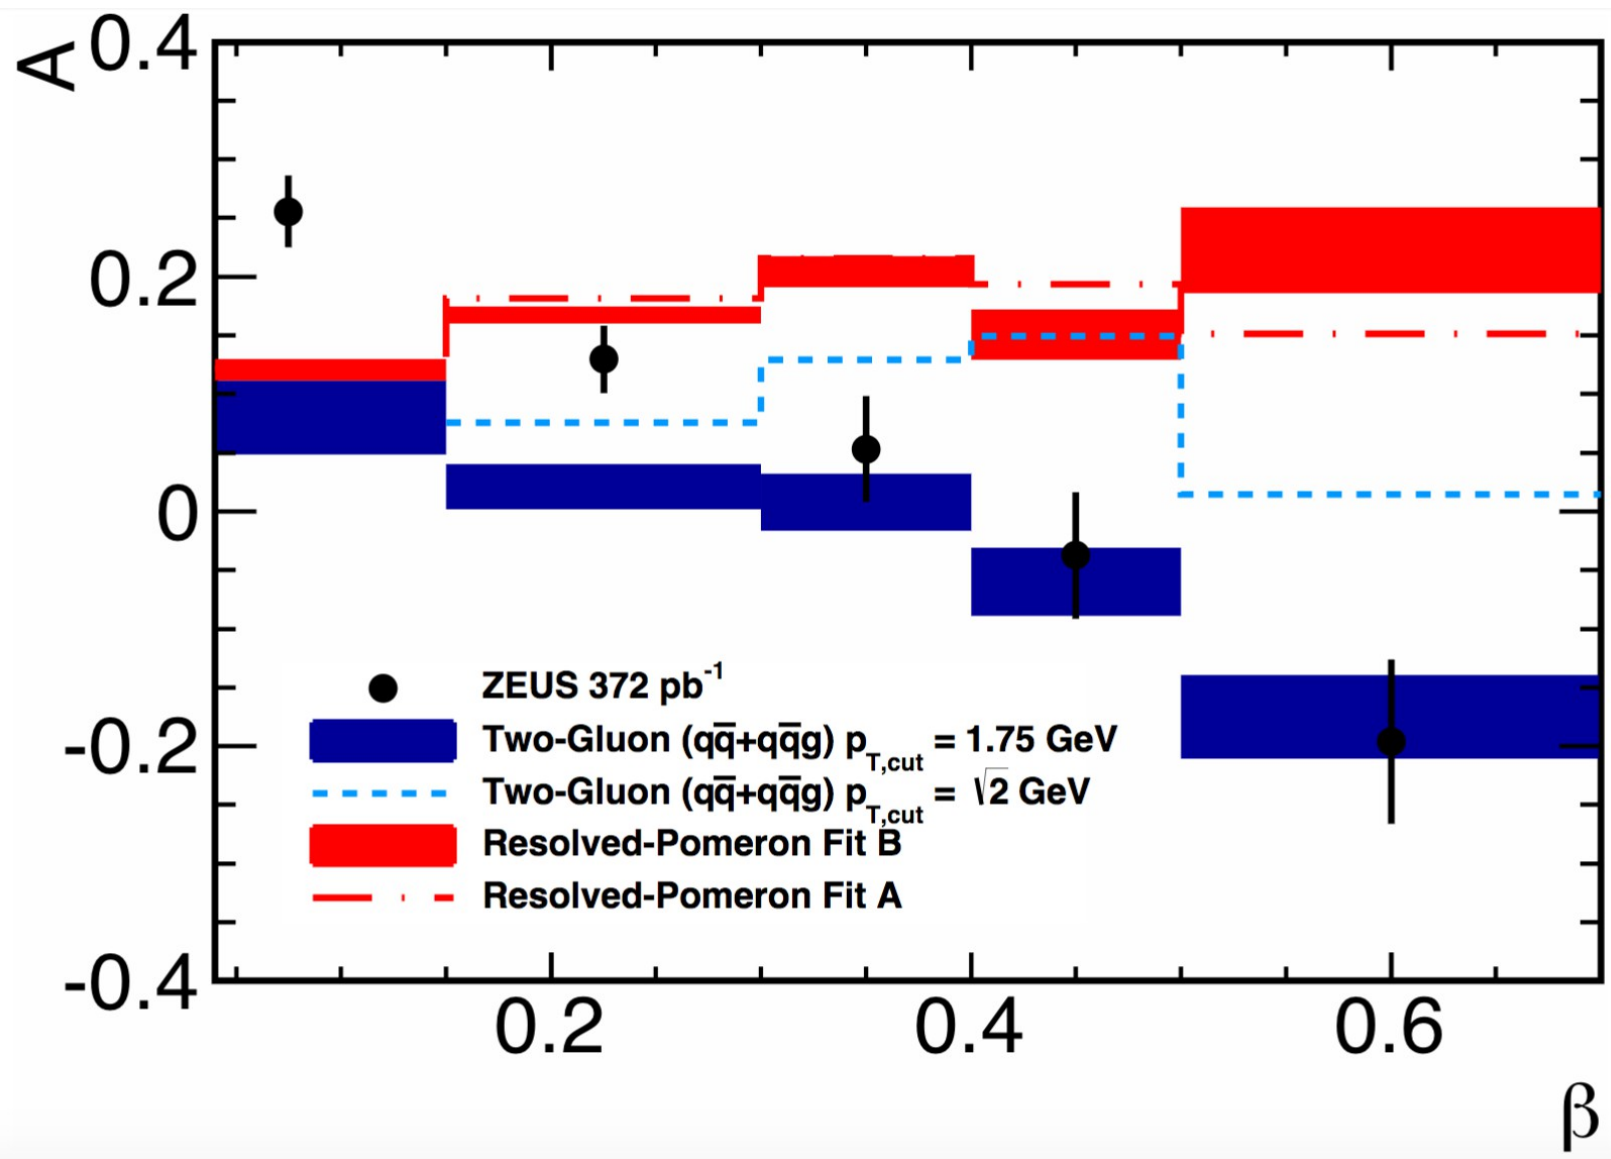 A
0.4
0.2
0
-0.2
-0.4
ZEUS 372 pb⁻¹
Two-Gluon (qq̅+qq̅g) p_T,cut = 1.75 GeV
Two-Gluon (qq̅+qq̅g) p_T,cut = √2 GeV
Resolved-Pomeron Fit B
Resolved-Pomeron Fit A
0.2 0.4 0.6
β